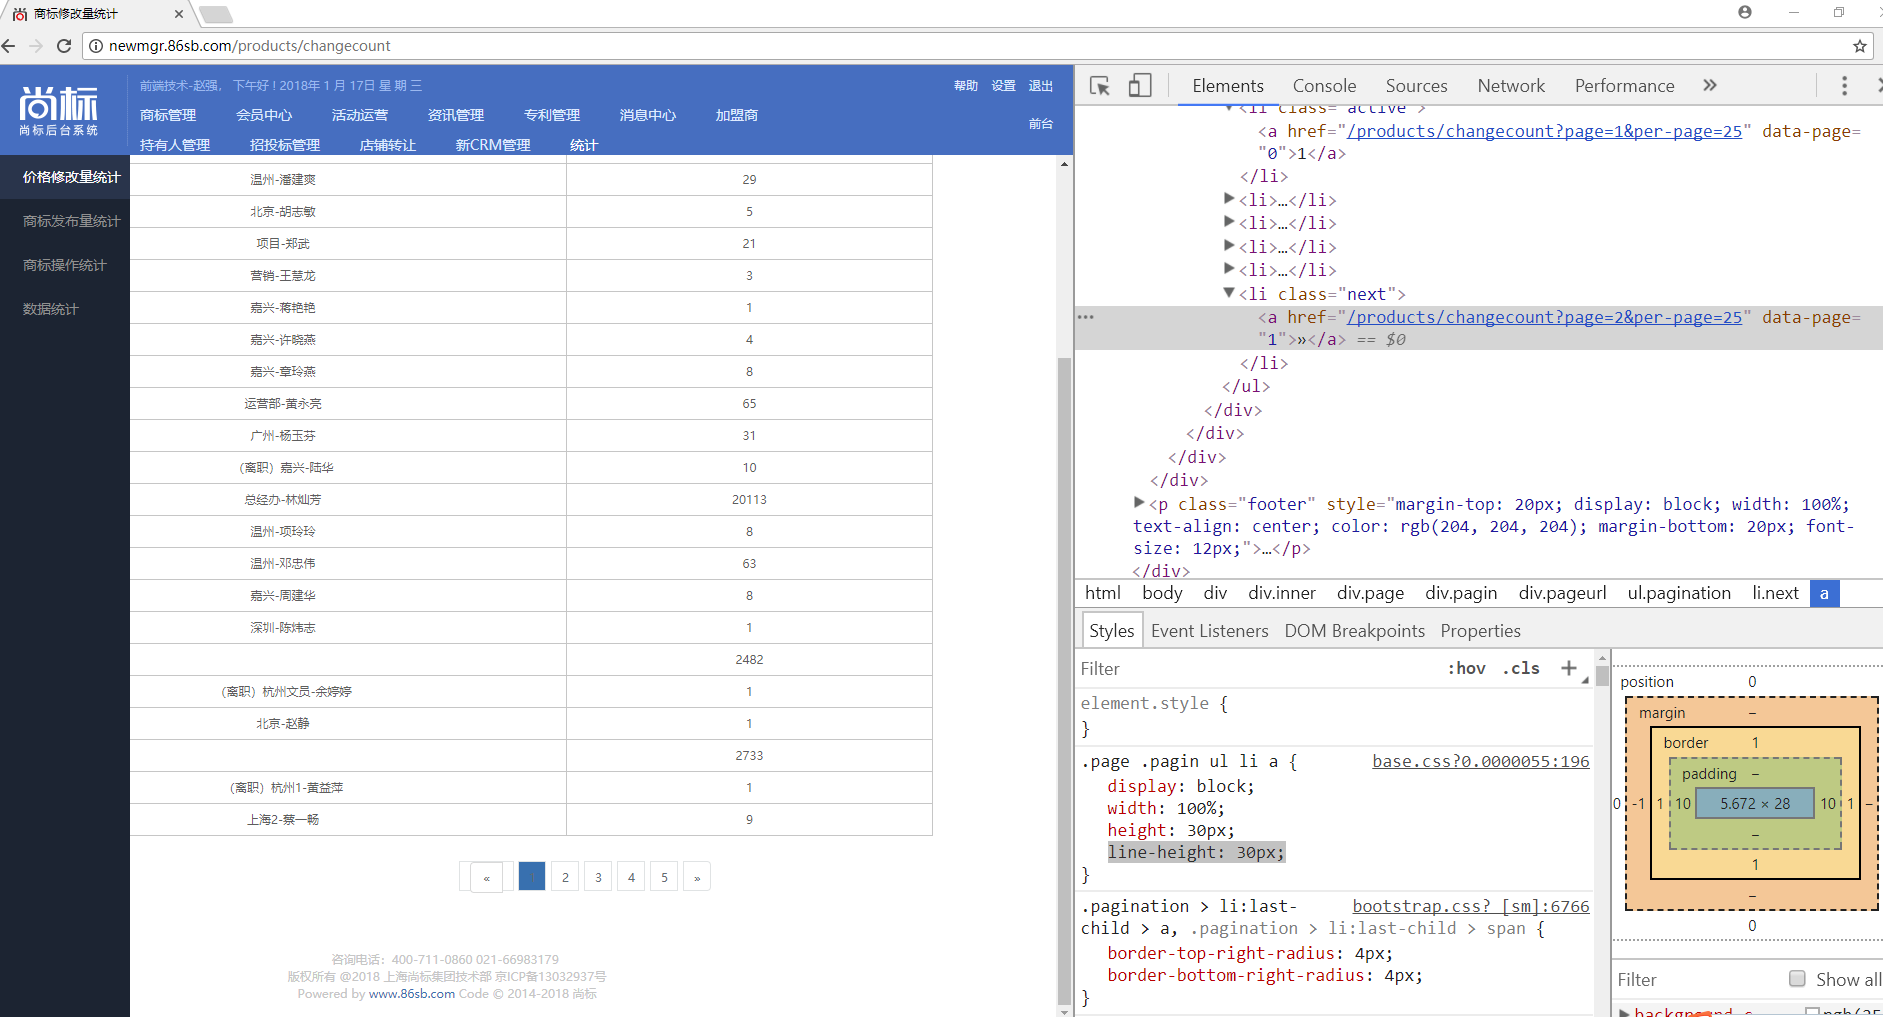 商标修改量统计
newmgr.86sb.com/products/changecount
尚标
尚标后台系统
前端技术-赵强， 下午好！2018年 1 月 17日 星 期 三
帮助 设置 退出
商标管理 会员中心 活动运营 资讯管理 专利管理 消息中心 加盟商
前台
持有人管理 招投标管理 店铺转让 新CRM管理 统计
价格修改量统计
商标发布量统计
商标操作统计
数据统计
温州-潘建爽 29
北京-胡志敏 5
项目-郑武 21
营销-王慧龙 3
嘉兴-蒋艳艳 1
嘉兴-许晓燕 4
嘉兴-章玲燕 8
运营部-黄永亮 65
广州-杨玉芬 31
（离职）嘉兴-陆华 10
总经办-林灿芳 20113
温州-项玲玲 8
温州-邓忠伟 63
嘉兴-周建华 8
深圳-陈炜志 1
2482
（离职）杭州文员-余婷婷 1
北京-赵静 1
2733
（离职）杭州1-黄益萍 1
上海2-蔡一畅 9
« 1 2 3 4 5 »
咨询电话：400-711-0860 021-66983179
版权所有 @2018 上海尚标集团技术部 京ICP备13032937号
Powered by www.86sb.com Code © 2014-2018 尚标
Elements Console Sources Network Performance »
<li class="active">
<a href="/products/changecount?page=1&per-page=25" data-page=
"0">1</a>
</li>
<li>…</li>
<li>…</li>
<li>…</li>
<li>…</li>
<li class="next">
<a href="/products/changecount?page=2&per-page=25" data-page=
"1">»</a> == $0
</li>
</ul>
</div>
</div>
</div>
</div>
<p class="footer" style="margin-top: 20px; display: block; width: 100%;
text-align: center; color: rgb(204, 204, 204); margin-bottom: 20px; font-
size: 12px;">…</p>
</div>
html body div div.inner div.page div.pagin div.pageurl ul.pagination li.next a
Styles Event Listeners DOM Breakpoints Properties
Filter :hov .cls +
element.style {
}
.page .pagin ul li a { base.css?0.0000055:196
display: block;
width: 100%;
height: 30px;
line-height: 30px;
}
.pagination > li:last- bootstrap.css?_[sm]:6766
child > a, .pagination > li:last-child > span {
border-top-right-radius: 4px;
border-bottom-right-radius: 4px;
}
position 0
margin –
border 1
padding –
0 -1 1 10 5.672 × 28 10 1 –
–
1
–
0
Filter Show all